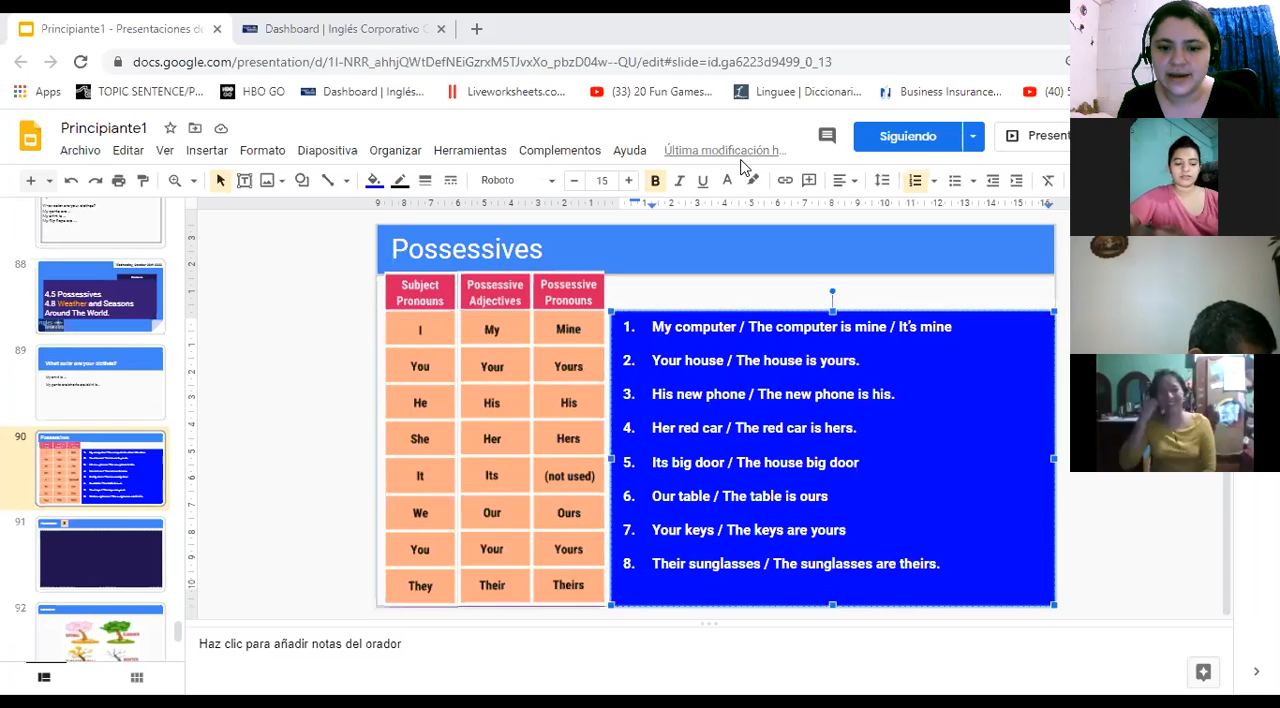 Principiante1 - Presentaciones de
Dashboard | Inglés Corporativo C
docs.google.com/presentation/d/1I-NRR_ahhjQWtDefNEiGzrxM5TJvxXo_pbzD04w--QU/edit#slide=id.ga6223d9499_0_13
Apps
TOPIC SENTENCE/P...
HBO GO
Dashboard | Inglés...
Liveworksheets.co...
(33) 20 Fun Games...
Linguee | Diccionari...
Business Insurance...
(40) 5
Principiante1
Siguiendo
Present
Archivo Editar Ver Insertar Formato Diapositiva Organizar Herramientas Complementos Ayuda Última modificación h...
Roboto
15
88
4.5 Possessives
4.8 Weather and Seasons
Around The World.
89
What color are your clothes?
90
91
92
Possessives
Subject Pronouns
Possessive Adjectives
Possessive Pronouns
I My Mine
You Your Yours
He His His
She Her Hers
It Its (not used)
We Our Ours
You Your Yours
They Their Theirs
1. My computer / The computer is mine / It's mine
2. Your house / The house is yours.
3. His new phone / The new phone is his.
4. Her red car / The red car is hers.
5. Its big door / The house big door
6. Our table / The table is ours
7. Your keys / The keys are yours
8. Their sunglasses / The sunglasses are theirs.
Haz clic para añadir notas del orador